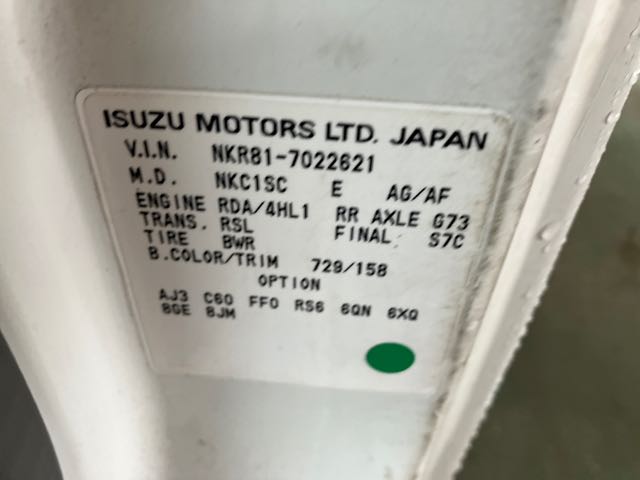 ISUZU MOTORS LTD. JAPAN
V.I.N. NKR81-7022621
M.D. NKC1SC E AG/AF
ENGINE RDA/4HL1 RR AXLE G73
TRANS. RSL FINAL S7C
TIRE BWR
B.COLOR/TRIM 729/158
OPTION
AJ3 C60 FF0 RS6 6QN 6XQ
8GE 8JM